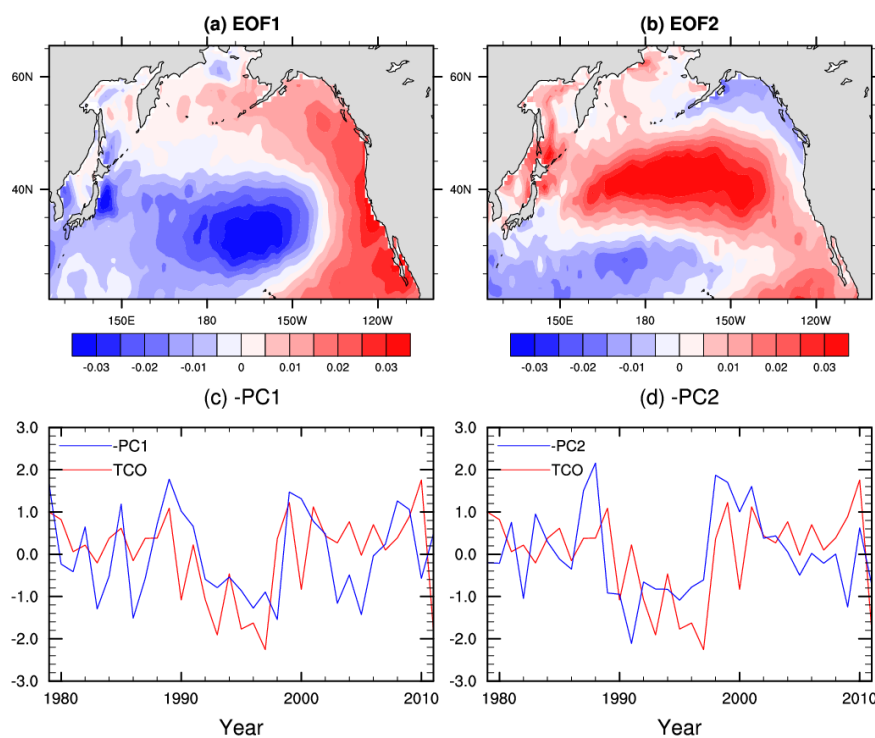 (a) EOF1
(b) EOF2
60N
40N
60N
40N
150E 180 150W 120W
150E 180 150W 120W
-0.03 -0.02 -0.01 0 0.01 0.02 0.03
-0.03 -0.02 -0.01 0 0.01 0.02 0.03
(c) -PC1
(d) -PC2
3.0
2.0
1.0
0.0
-1.0
-2.0
-3.0
-PC1
TCO
1980 1990 2000 2010
Year
3.0
2.0
1.0
0.0
-1.0
-2.0
-3.0
-PC2
TCO
1980 1990 2000 2010
Year